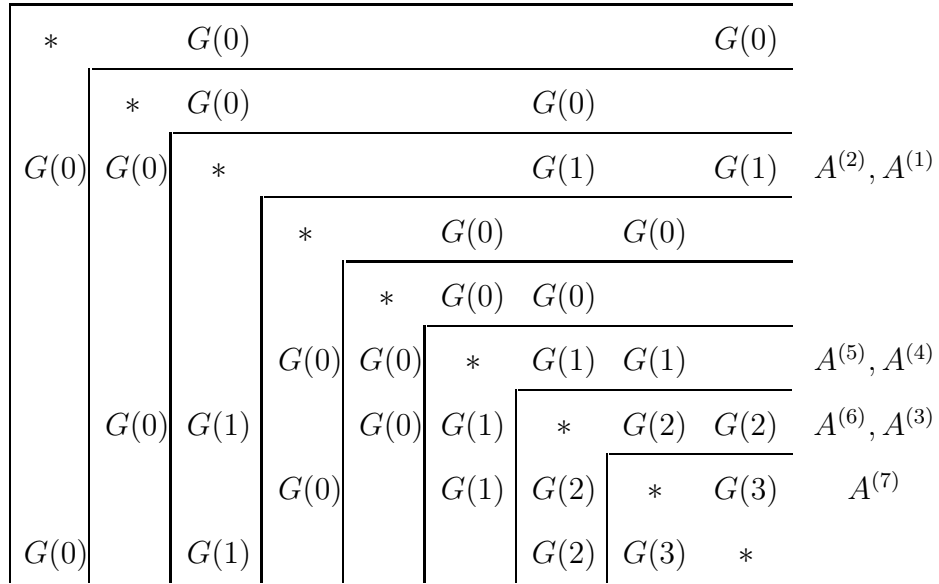 * G(0) G(0)
* G(0) G(0)
G(0) G(0) * G(1) G(1) A^{(2)}, A^{(1)}
* G(0) G(0)
* G(0) G(0)
G(0) G(0) * G(1) G(1) A^{(5)}, A^{(4)}
G(0) G(1) G(0) G(1) * G(2) G(2) A^{(6)}, A^{(3)}
G(0) G(1) G(2) * G(3) A^{(7)}
G(0) G(1) G(2) G(3) *